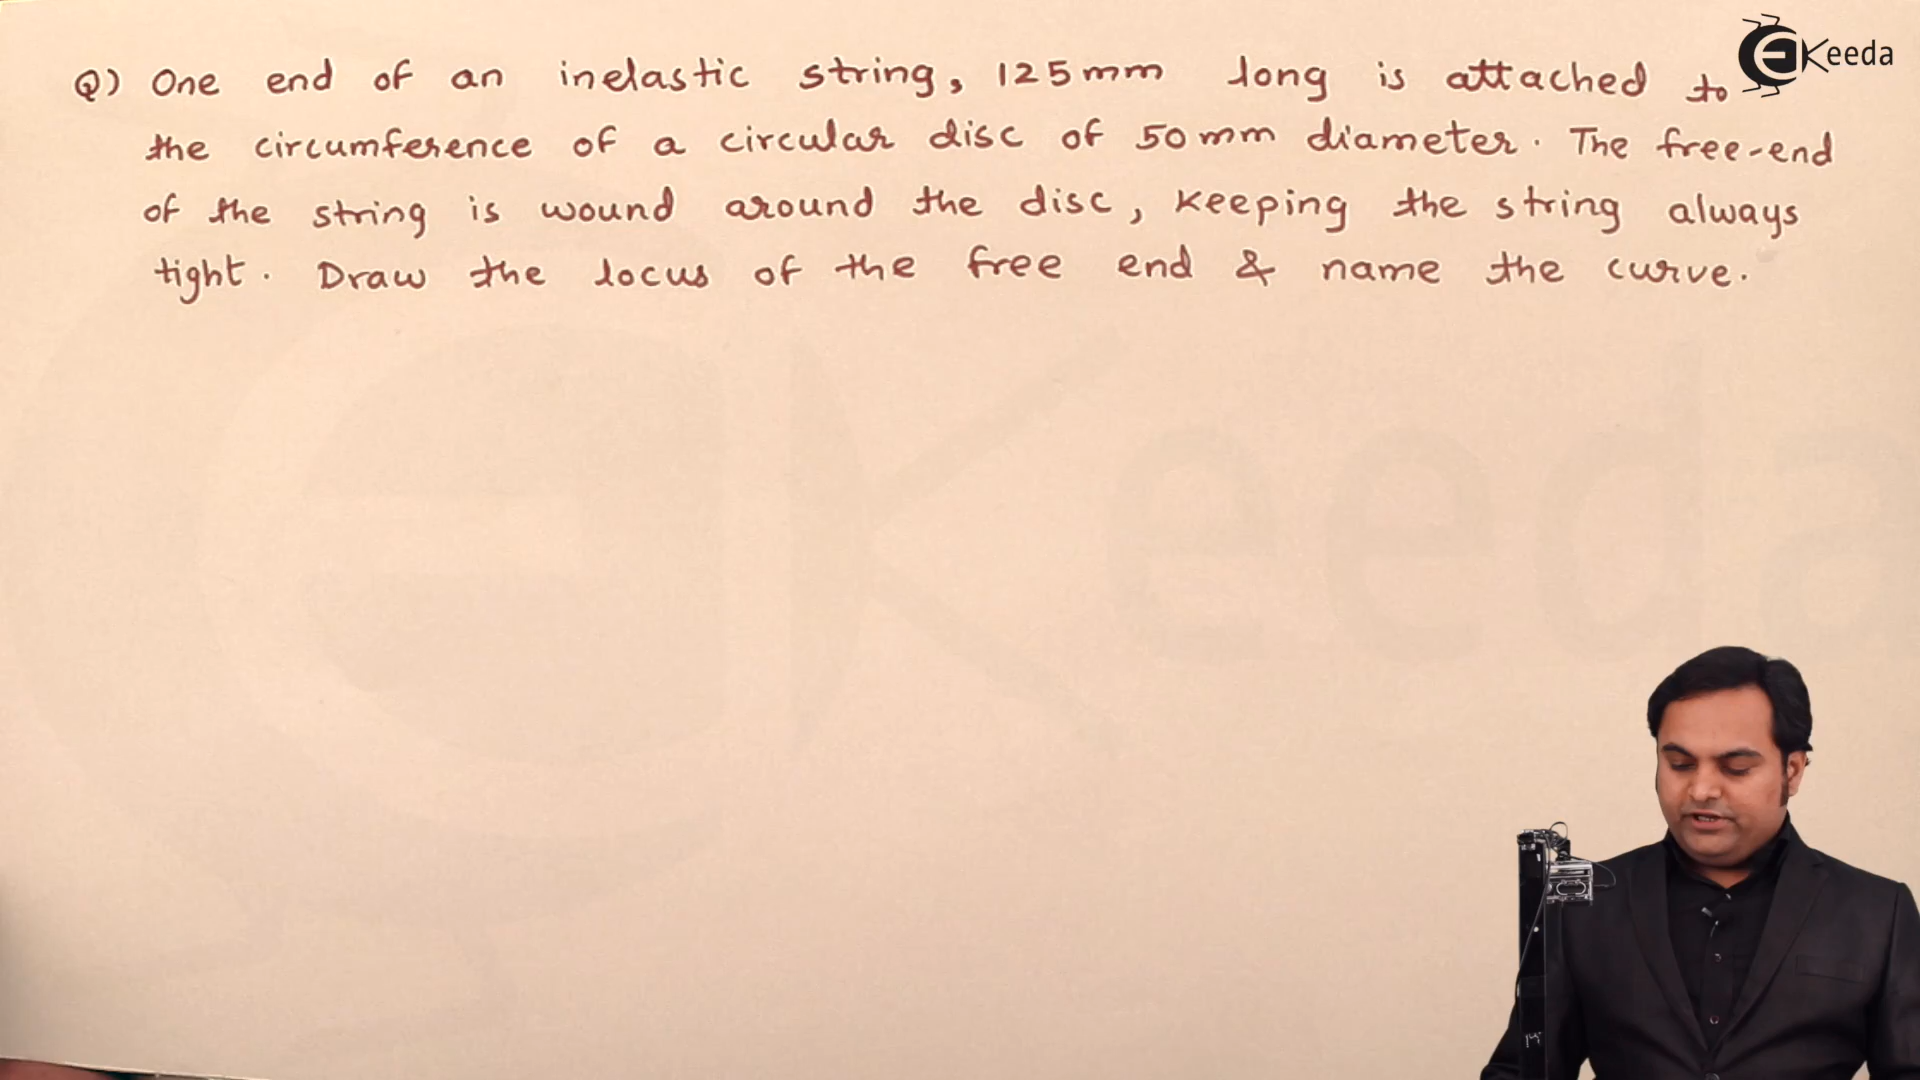 eKeeda
Q) One end of an inelastic string, 125mm long is attached to
the circumference of a circular disc of 50mm diameter. The free-end
of the string is wound around the disc, keeping the string always
tight. Draw the locus of the free end & name the curve.
eKeeda